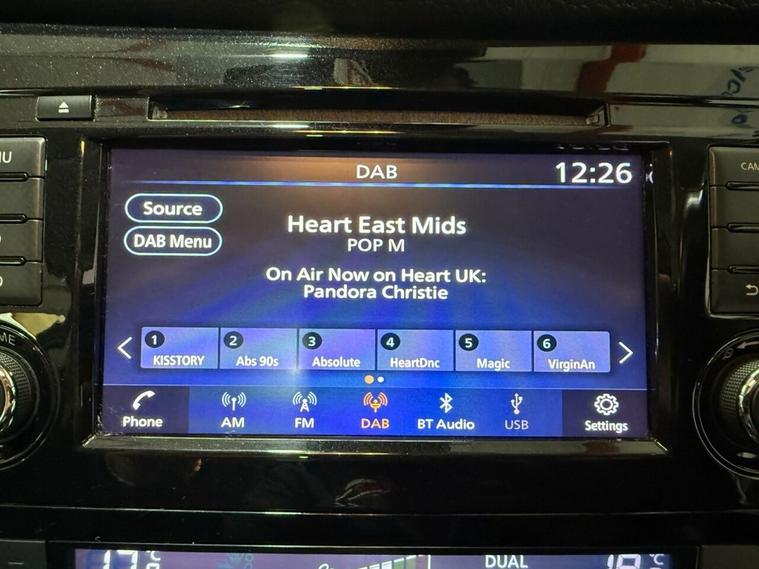 DAB 12:26
Source
DAB Menu
Heart East Mids
POP M
On Air Now on Heart UK:
Pandora Christie
1 KISSTORY
2 Abs 90s
3 Absolute
4 HeartDnc
5 Magic
6 VirginAn
Phone
AM
FM
DAB
BT Audio
USB
Settings
DUAL